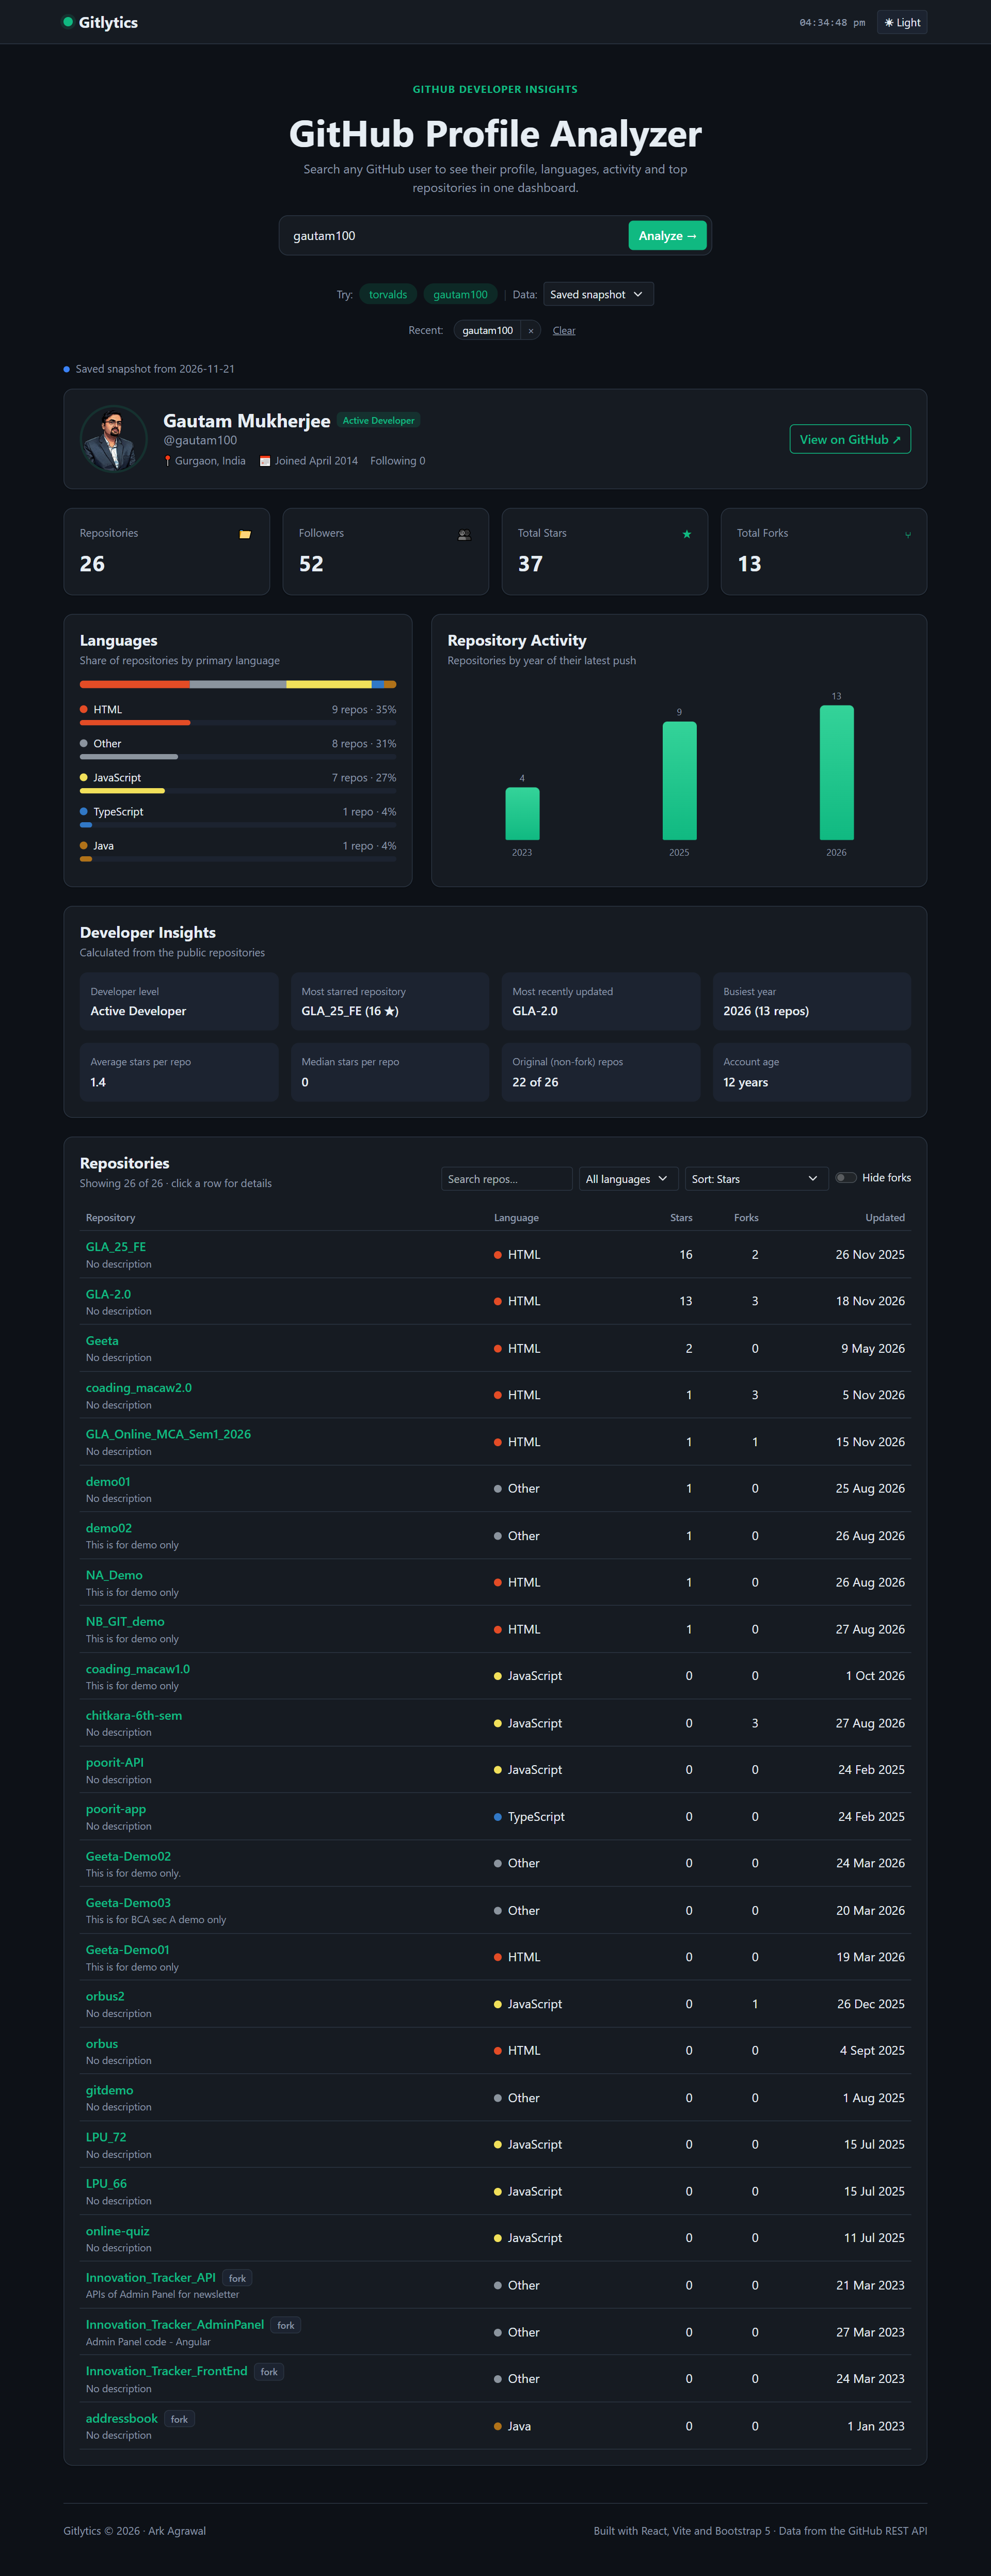 Gitlytics
04:34:48 pm
☀ Light
GITHUB DEVELOPER INSIGHTS
GitHub Profile Analyzer
Search any GitHub user to see their profile, languages, activity and top
repositories in one dashboard.
gautam100
Analyze →
Try: torvalds gautam100 | Data: Saved snapshot
Recent: gautam100 × Clear
Saved snapshot from 2026-11-21
Gautam Mukherjee Active Developer
@gautam100
Gurgaon, India Joined April 2014 Following 0
View on GitHub ↗
Repositories
26
Followers
52
Total Stars ★
37
Total Forks
13
Languages
Share of repositories by primary language
HTML 9 repos · 35%
Other 8 repos · 31%
JavaScript 7 repos · 27%
TypeScript 1 repo · 4%
Java 1 repo · 4%
Repository Activity
Repositories by year of their latest push
4
9
13
2023
2025
2026
Developer Insights
Calculated from the public repositories
Developer level
Active Developer
Most starred repository
GLA_25_FE (16 ★)
Most recently updated
GLA-2.0
Busiest year
2026 (13 repos)
Average stars per repo
1.4
Median stars per repo
0
Original (non-fork) repos
22 of 26
Account age
12 years
Repositories
Showing 26 of 26 · click a row for details
Search repos...
All languages
Sort: Stars
Hide forks
Repository Language Stars Forks Updated
GLA_25_FE
No description
HTML 16 2 26 Nov 2025
GLA-2.0
No description
HTML 13 3 18 Nov 2026
Geeta
No description
HTML 2 0 9 May 2026
coading_macaw2.0
No description
HTML 1 3 5 Nov 2026
GLA_Online_MCA_Sem1_2026
No description
HTML 1 1 15 Nov 2026
demo01
No description
Other 1 0 25 Aug 2026
demo02
This is for demo only
Other 1 0 26 Aug 2026
NA_Demo
This is for demo only
HTML 1 0 26 Aug 2026
NB_GIT_demo
This is for demo only
HTML 1 0 27 Aug 2026
coading_macaw1.0
This is for demo only
JavaScript 0 0 1 Oct 2026
chitkara-6th-sem
No description
JavaScript 0 3 27 Aug 2026
poorit-API
No description
JavaScript 0 0 24 Feb 2025
poorit-app
No description
TypeScript 0 0 24 Feb 2025
Geeta-Demo02
This is for demo only.
Other 0 0 24 Mar 2026
Geeta-Demo03
This is for BCA sec A demo only
Other 0 0 20 Mar 2026
Geeta-Demo01
This is for demo only
HTML 0 0 19 Mar 2026
orbus2
No description
JavaScript 0 1 26 Dec 2025
orbus
No description
HTML 0 0 4 Sept 2025
gitdemo
No description
Other 0 0 1 Aug 2025
LPU_72
No description
JavaScript 0 0 15 Jul 2025
LPU_66
No description
JavaScript 0 0 15 Jul 2025
online-quiz
No description
JavaScript 0 0 11 Jul 2025
Innovation_Tracker_API fork
APIs of Admin Panel for newsletter
Other 0 0 21 Mar 2023
Innovation_Tracker_AdminPanel fork
Admin Panel code - Angular
Other 0 0 27 Mar 2023
Innovation_Tracker_FrontEnd fork
No description
Other 0 0 24 Mar 2023
addressbook fork
No description
Java 0 0 1 Jan 2023
Gitlytics © 2026 · Ark Agrawal
Built with React, Vite and Bootstrap 5 · Data from the GitHub REST API